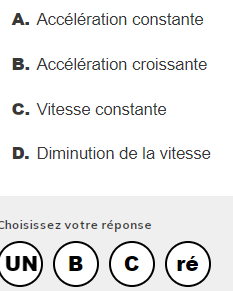 A. Accélération constante
B. Accélération croissante
C. Vitesse constante
D. Diminution de la vitesse
Choisissez votre réponse
UN B C ré